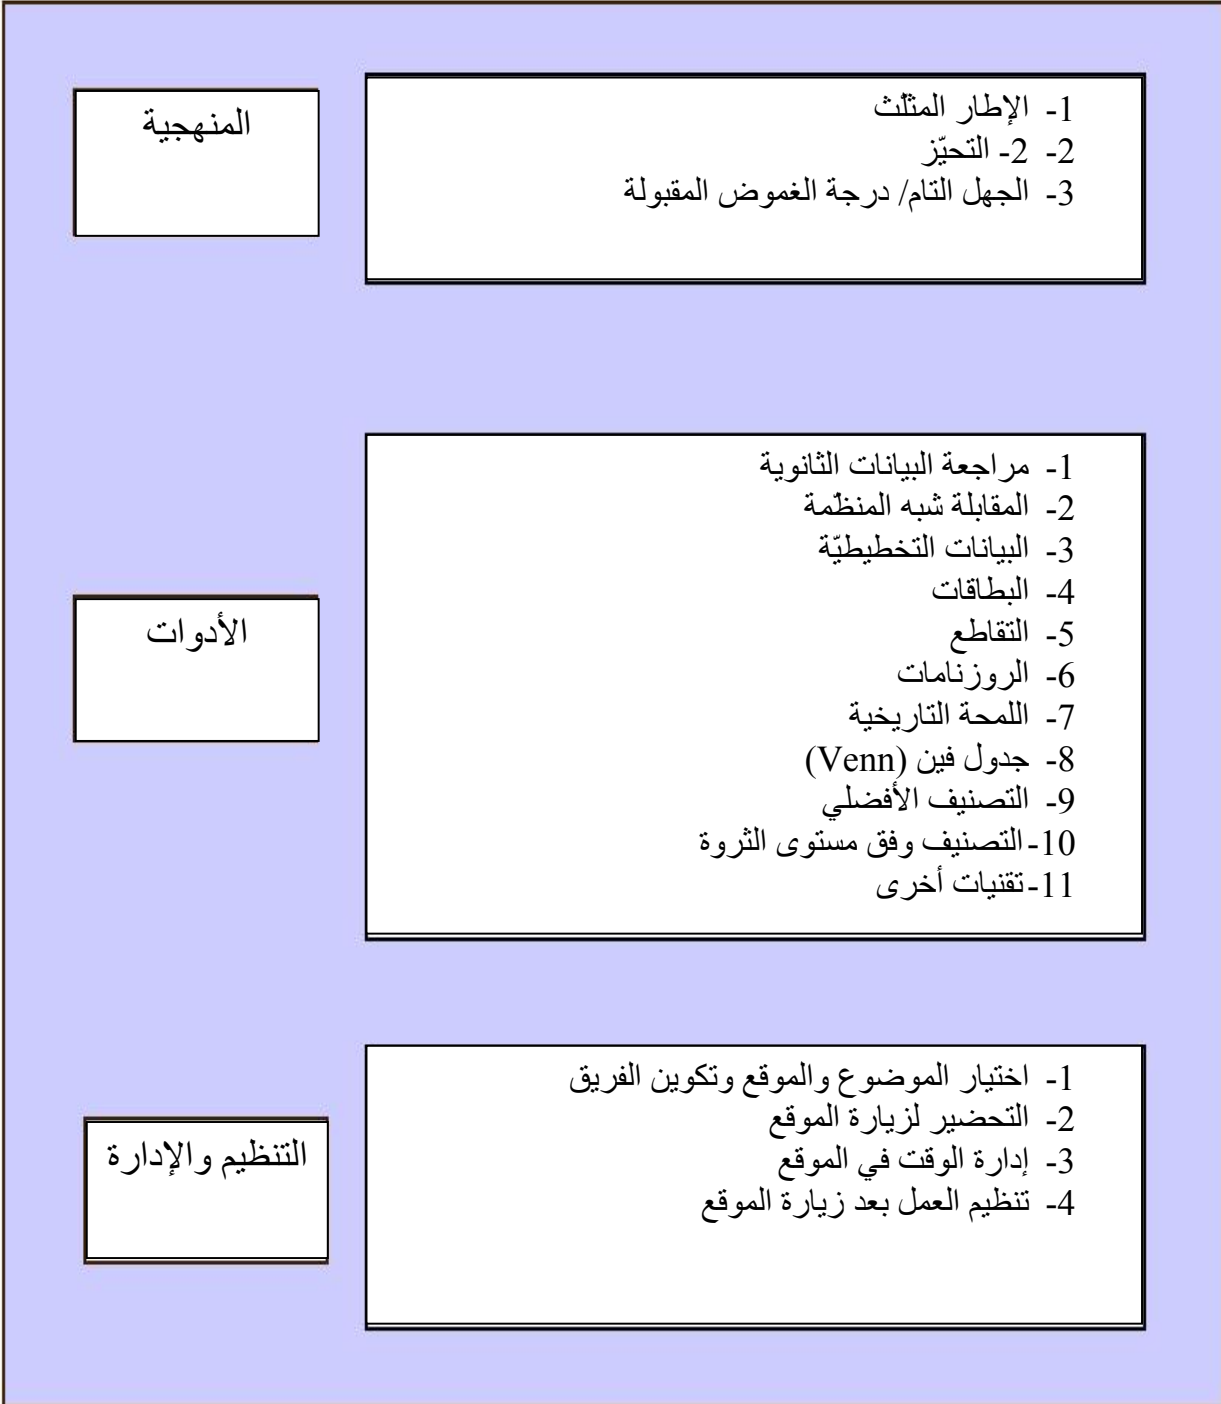 المنهجية
1- الإطار المثلّث
2- 2- التحيّز
3- الجهل التام/ درجة الغموض المقبولة
الأدوات
1- مراجعة البيانات الثانوية
2- المقابلة شبه المنظّمة
3- البيانات التخطيطيّة
4- البطاقات
5- التقاطع
6- الروزنامات
7- اللمحة التاريخية
8- جدول فين (Venn)
9- التصنيف الأفضلي
10- التصنيف وفق مستوى الثروة
11- تقنيات أخرى
التنظيم والإدارة
1- اختيار الموضوع والموقع وتكوين الفريق
2- التحضير لزيارة الموقع
3- إدارة الوقت في الموقع
4- تنظيم العمل بعد زيارة الموقع